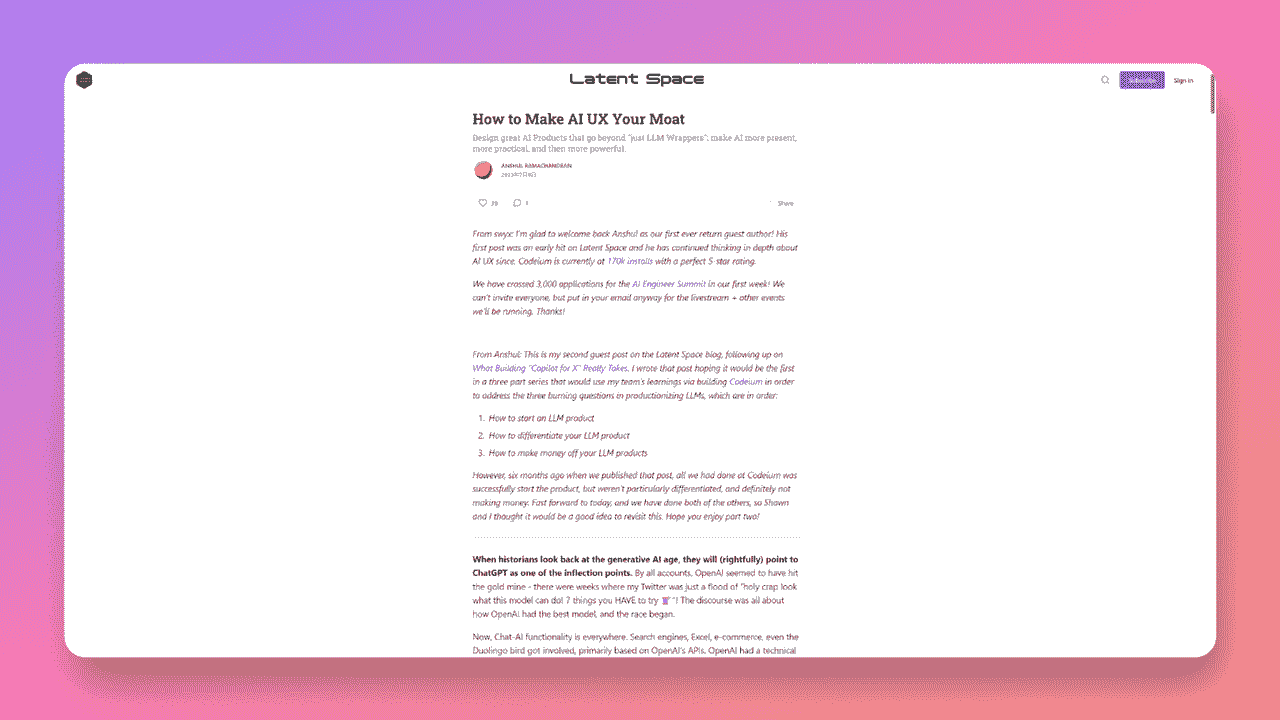 Latent Space
Sign in
How to Make AI UX Your Moat
Design great AI Products that go beyond "just LLM Wrappers": make AI more present,
more practical, and then more powerful.
ANSHUL RAMACHANDRAN
Share
From swyx: I'm glad to welcome back Anshul as our first ever return guest author! His
first post was an early hit on Latent Space and he has continued thinking in depth about
AI UX since. Codeium is currently at 170k installs with a perfect 5-star rating.
We have crossed 3,000 applications for the AI Engineer Summit in our first week! We
can't invite everyone, but put in your email anyway for the livestream + other events
we'll be running. Thanks!
From Anshul: This is my second guest post on the Latent Space blog, following up on
What Building "Copilot for X" Really Takes. I wrote that post hoping it would be the first
in a three part series that would use my team's learnings via building Codeium in order
to address the three burning questions in productionizing LLMs, which are in order:
1. How to start an LLM product
2. How to differentiate your LLM product
3. How to make money off your LLM products
However, six months ago when we published that post, all we had done at Codeium was
successfully start the product, but weren't particularly differentiated, and definitely not
making money. Fast forward to today, and we have done both of the others, so Shawn
and I thought it would be a good idea to revisit this. Hope you enjoy part two!
When historians look back at the generative AI age, they will (rightfully) point to
ChatGPT as one of the inflection points. By all accounts, OpenAI seemed to have hit
the gold mine - there were weeks where my Twitter was just a flood of "holy crap look
what this model can do! 7 things you HAVE to try 🧵"! The discourse was all about
how OpenAI had the best model, and the race began.
Now, Chat-AI functionality is everywhere. Search engines, Excel, e-commerce, even the
Duolingo bird got involved, primarily based on OpenAI's APIs. OpenAI had a technical